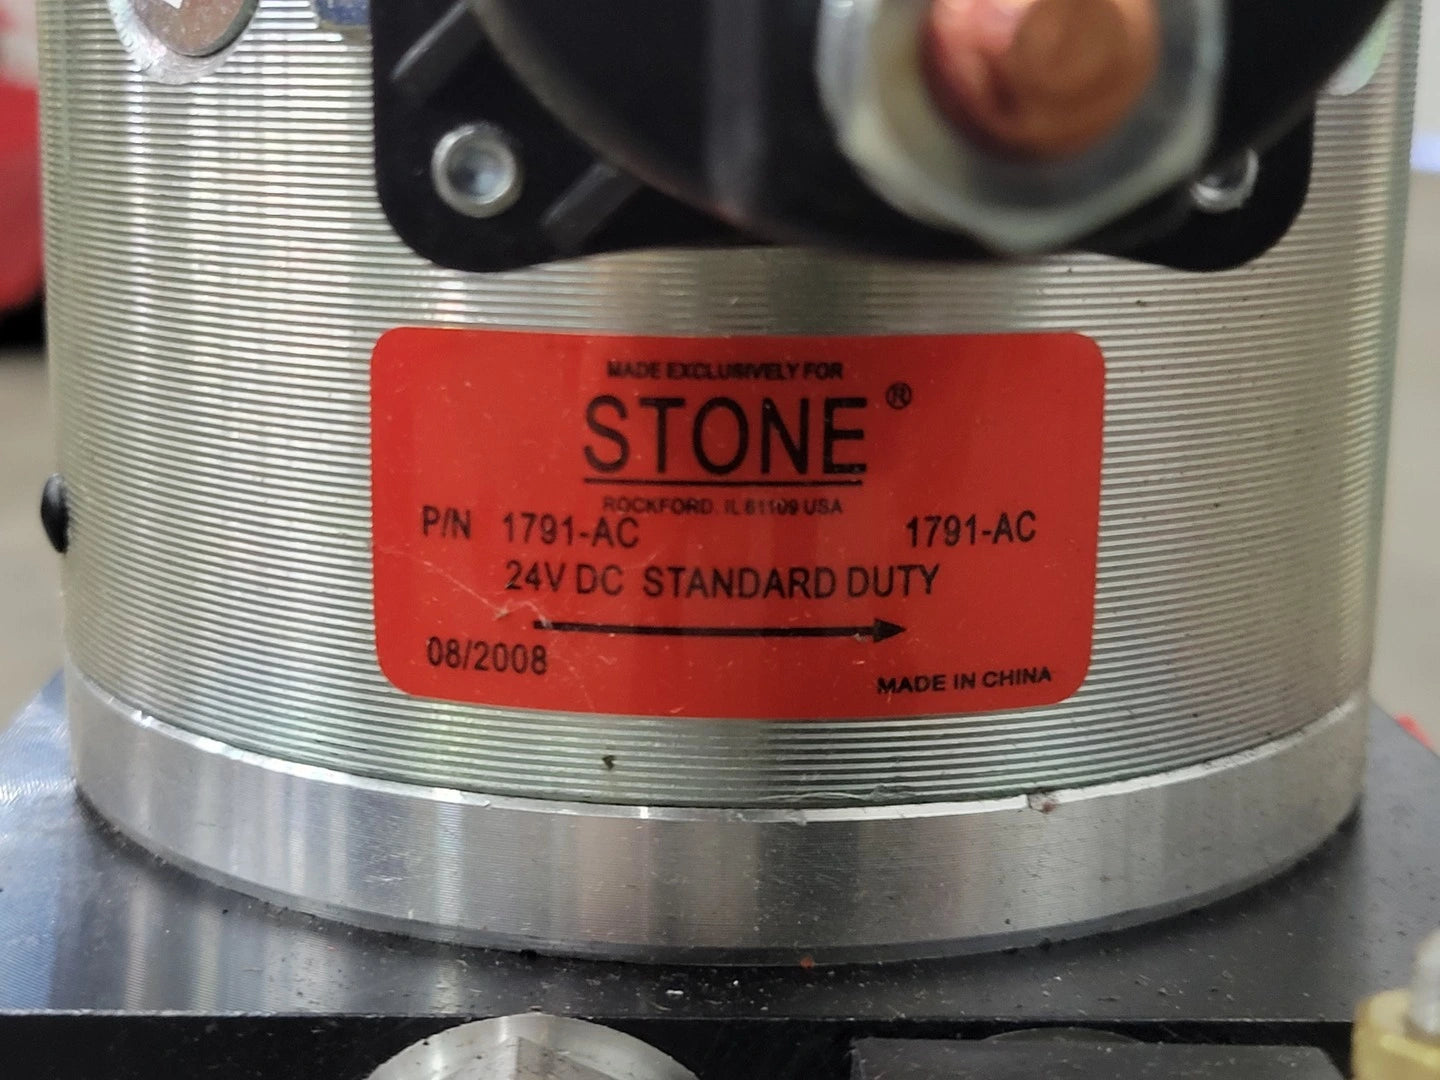 MADE EXCLUSIVELY FOR
STONE®
ROCKFORD, IL 61109 USA
P/N 1791-AC 1791-AC
24V DC STANDARD DUTY
08/2008
MADE IN CHINA